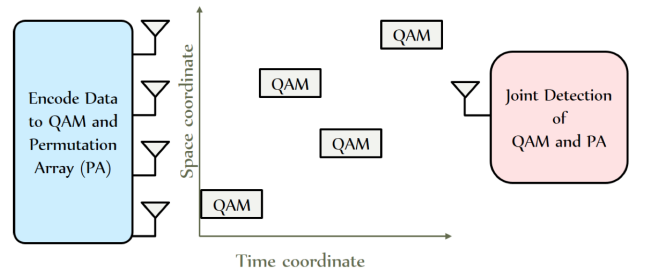 Encode Data
to QAM and
Permutation
Array (PA)
Space coordinate
QAM
QAM
QAM
QAM
Time coordinate
Joint Detection
of
QAM and PA